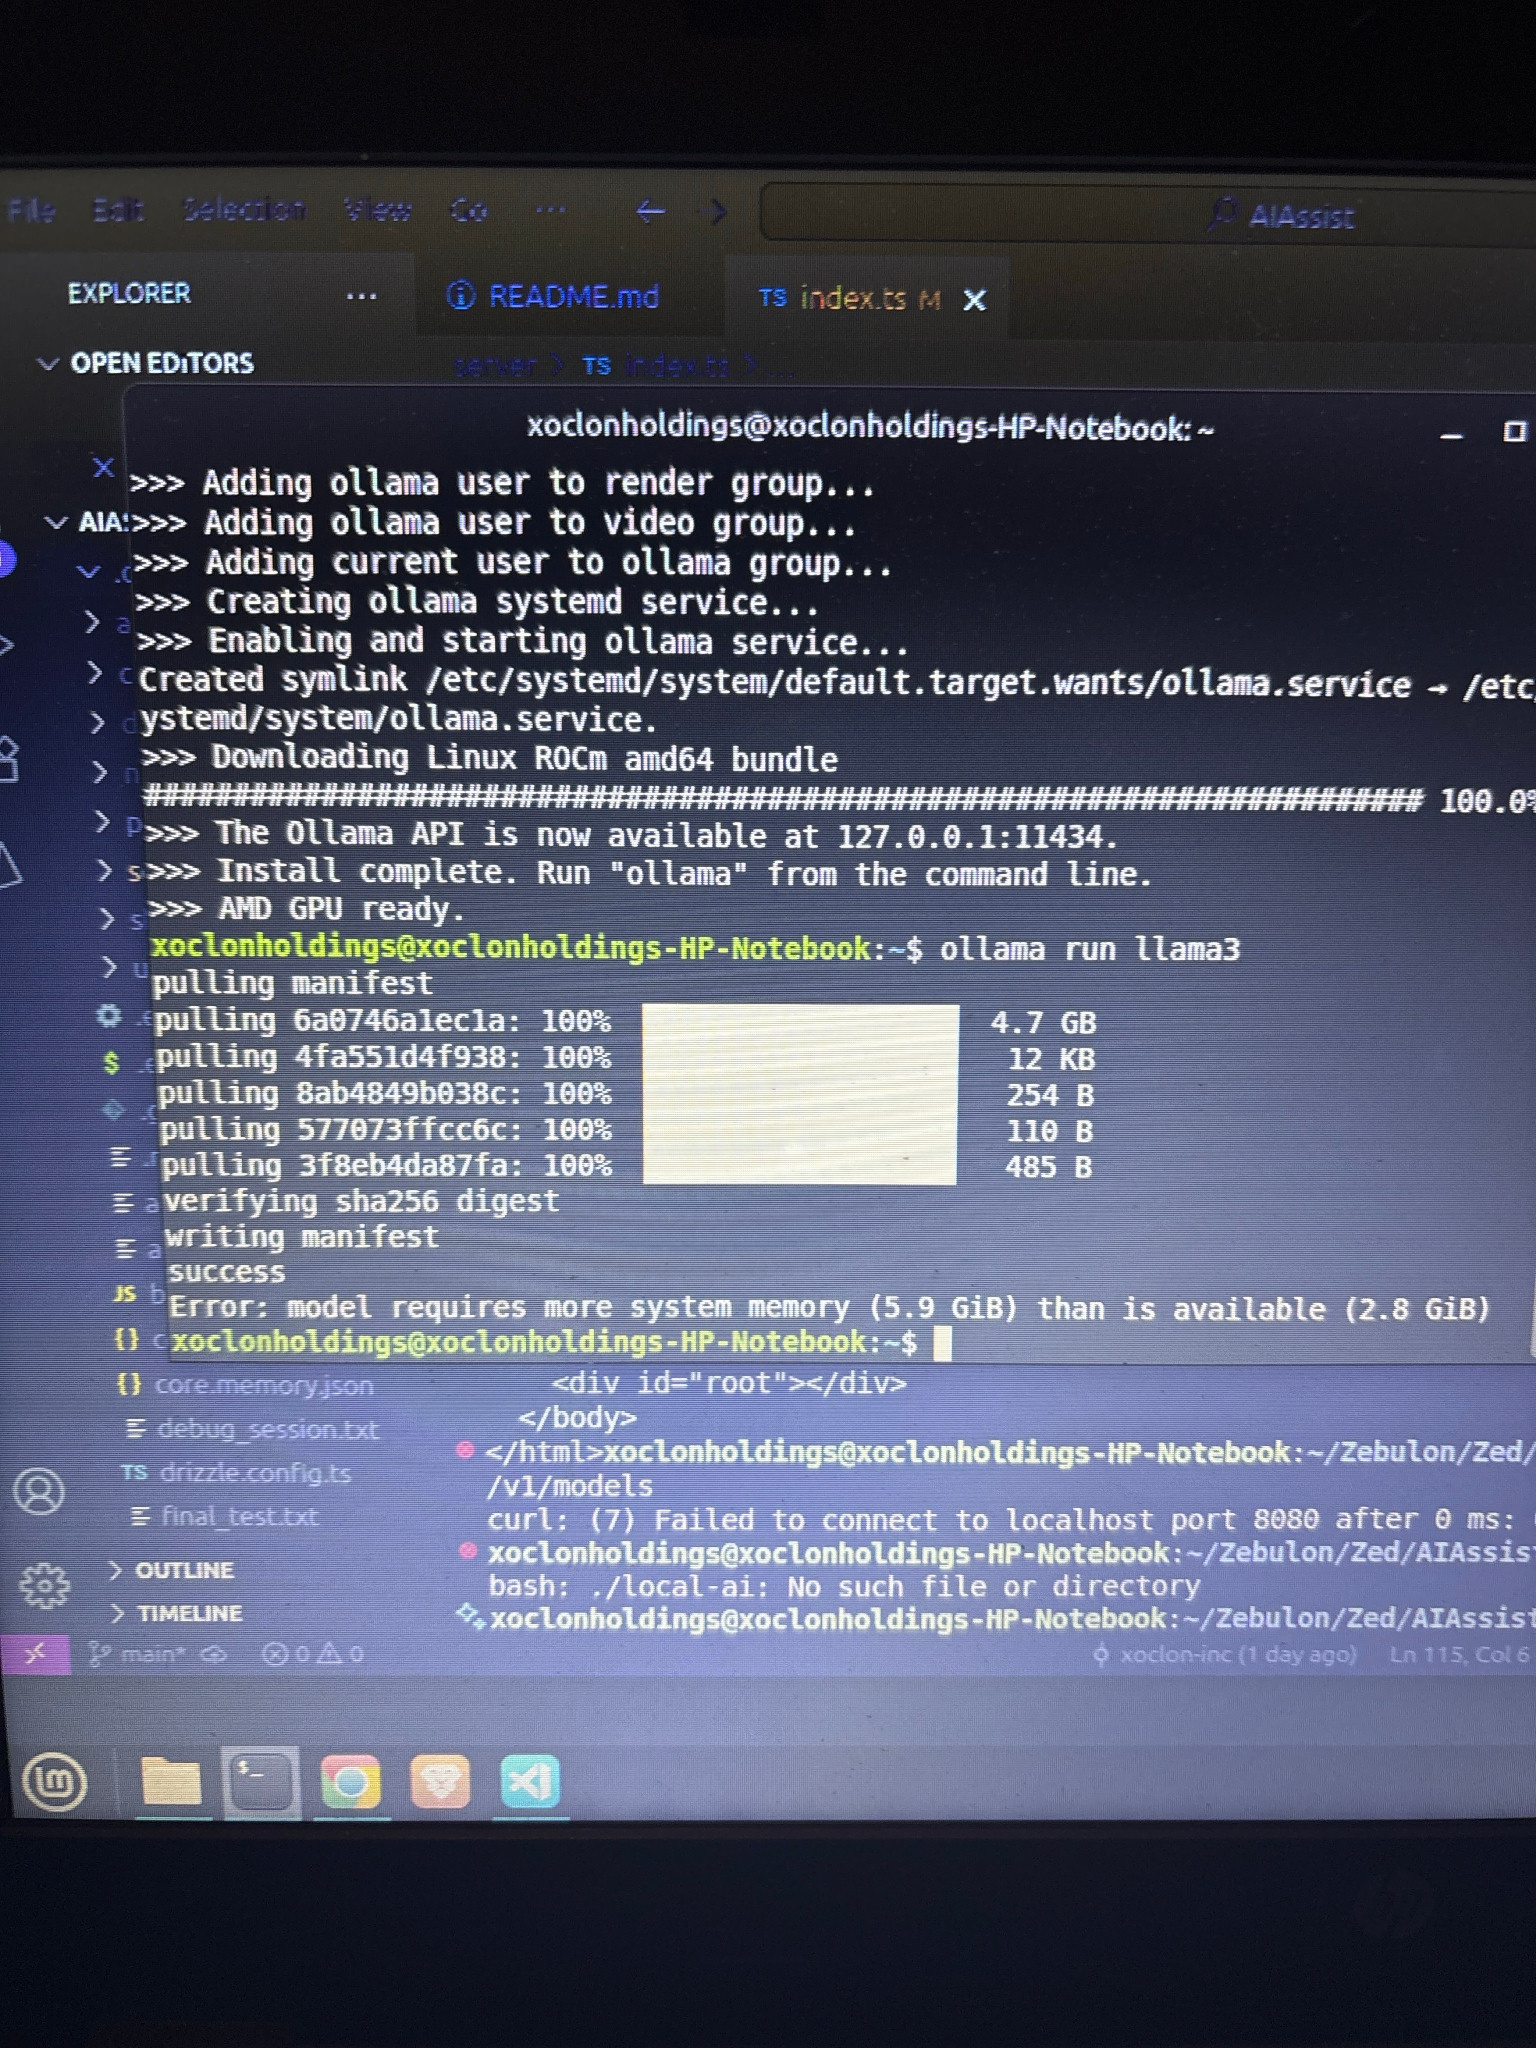 File Edit Selection View Go ... ← → AIAssist
EXPLORER ... README.md TS index.ts M X
OPEN EDITORS server > TS index.ts > ...
xoclonholdings@xoclonholdings-HP-Notebook: ~
>>> Adding ollama user to render group...
>>> Adding ollama user to video group...
>>> Adding current user to ollama group...
>>> Creating ollama systemd service...
>>> Enabling and starting ollama service...
Created symlink /etc/systemd/system/default.target.wants/ollama.service → /etc/
ystemd/system/ollama.service.
>>> Downloading Linux ROCm amd64 bundle
######################################################################## 100.0%
>>> The Ollama API is now available at 127.0.0.1:11434.
>>> Install complete. Run "ollama" from the command line.
>>> AMD GPU ready.
xoclonholdings@xoclonholdings-HP-Notebook:~$ ollama run llama3
pulling manifest
pulling 6a0746a1ec1a: 100% 4.7 GB
pulling 4fa551d4f938: 100% 12 KB
pulling 8ab4849b038c: 100% 254 B
pulling 577073ffcc6c: 100% 110 B
pulling 3f8eb4da87fa: 100% 485 B
verifying sha256 digest
writing manifest
success
Error: model requires more system memory (5.9 GiB) than is available (2.8 GiB)
xoclonholdings@xoclonholdings-HP-Notebook:~$
{} core.memory.json
debug_session.txt
TS drizzle.config.ts
final_test.txt
OUTLINE
TIMELINE
<div id="root"></div>
</body>
</html>xoclonholdings@xoclonholdings-HP-Notebook:~/Zebulon/Zed/
/v1/models
curl: (7) Failed to connect to localhost port 8080 after 0 ms:
xoclonholdings@xoclonholdings-HP-Notebook:~/Zebulon/Zed/AIAssist
bash: ./local-ai: No such file or directory
xoclonholdings@xoclonholdings-HP-Notebook:~/Zebulon/Zed/AIAssist
main* 0 0 xoclon-inc (1 day ago) Ln 115, Col 6